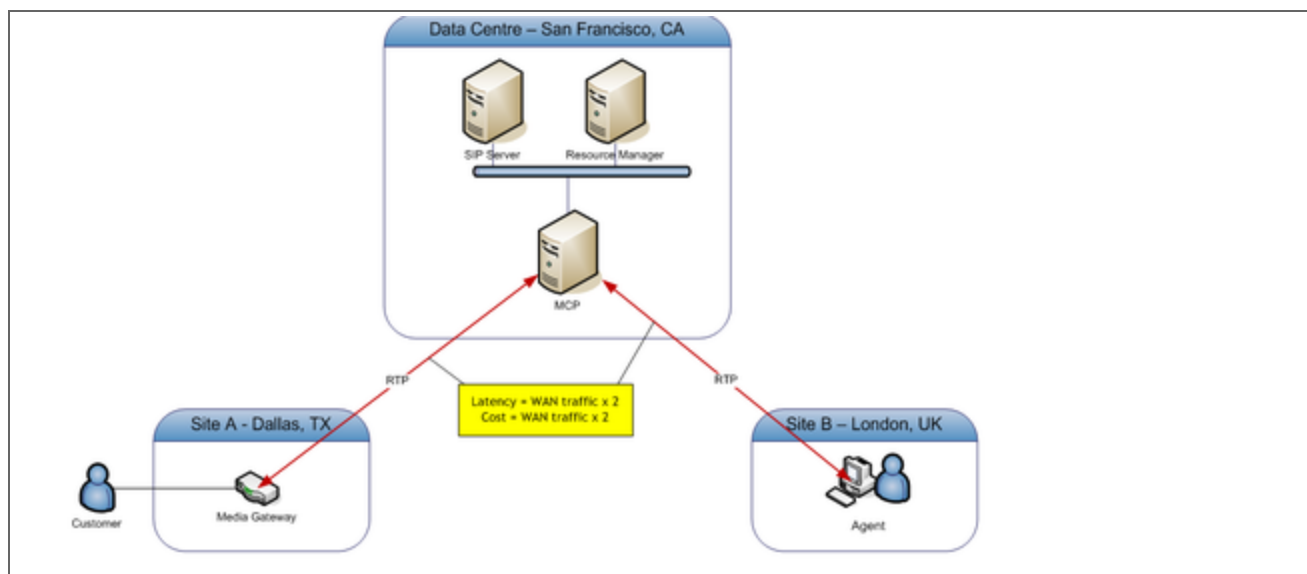 Data Centre – San Francisco, CA
SIP Server
Resource Manager
MCP
RTP
RTP
Latency = WAN traffic x 2
Cost = WAN traffic x 2
Site A - Dallas, TX
Site B – London, UK
Customer
Media Gateway
Agent